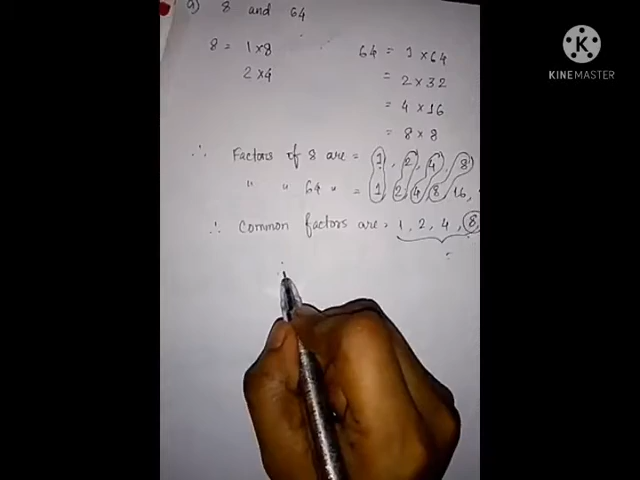 a) 8 and 64
8 = 1 × 8
2 × 4
64 = 1 × 64
= 2 × 32
= 4 × 16
= 8 × 8
∴ Factors of 8 are = 1, 2, 4, 8
" " 64 " = 1, 2, 4, 8, 16,
∴ Common factors are = 1, 2, 4, 8,
KINEMASTER